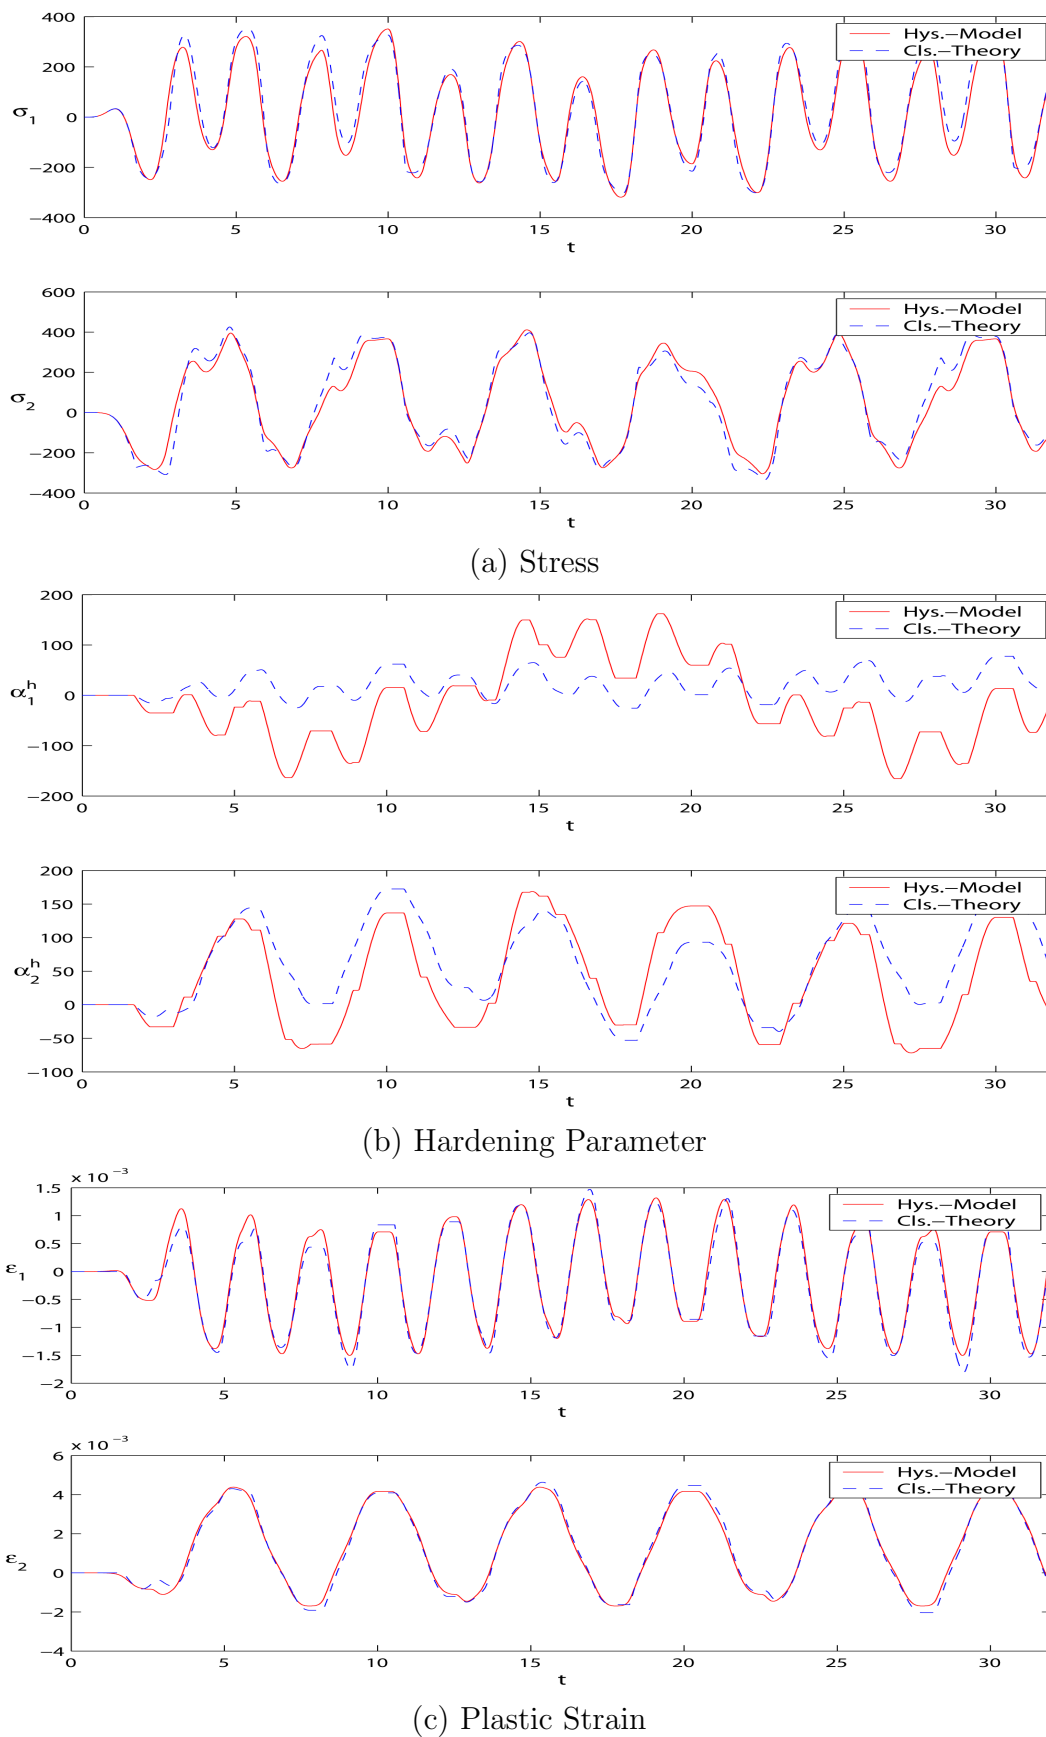 400
200
0
−200
−400
σ1
Hys.−Model
Cls.−Theory
0 5 10 15 20 25 30
t
600
400
200
0
−200
−400
σ2
Hys.−Model
Cls.−Theory
0 5 10 15 20 25 30
t
(a) Stress
200
100
0
−100
−200
α1h
Hys.−Model
Cls.−Theory
0 5 10 15 20 25 30
t
200
150
100
50
0
−50
−100
α2h
Hys.−Model
Cls.−Theory
0 5 10 15 20 25 30
t
(b) Hardening Parameter
x 10−3
1.5
1
0.5
0
−0.5
−1
−1.5
−2
ε1
Hys.−Model
Cls.−Theory
0 5 10 15 20 25 30
t
x 10−3
6
4
2
0
−2
−4
ε2
Hys.−Model
Cls.−Theory
0 5 10 15 20 25 30
t
(c) Plastic Strain